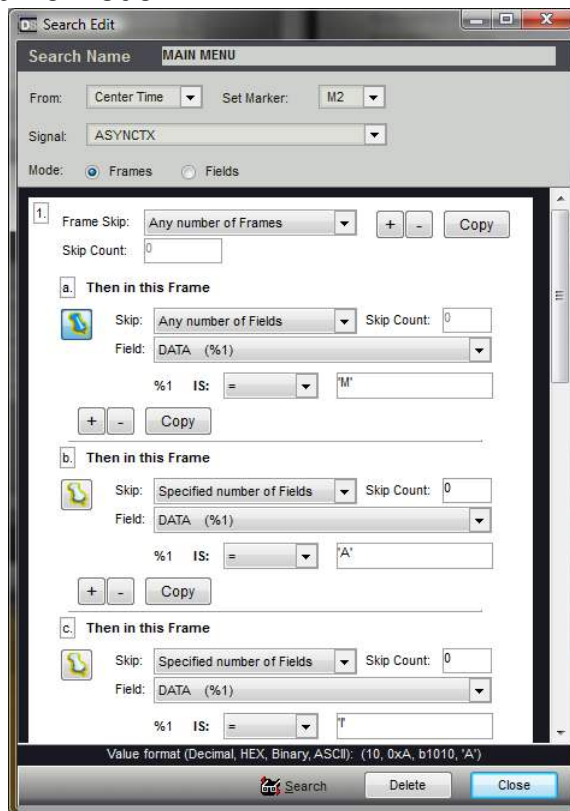 Search Edit
Search Name MAIN MENU
From: Center Time Set Marker: M2
Signal: ASYNCTX
Mode: Frames Fields
1. Frame Skip: Any number of Frames + - Copy
Skip Count: 0
a. Then in this Frame
Skip: Any number of Fields Skip Count: 0
Field: DATA (%1)
%1 IS: = 'M'
+ - Copy
b. Then in this Frame
Skip: Specified number of Fields Skip Count: 0
Field: DATA (%1)
%1 IS: = 'A'
+ - Copy
c. Then in this Frame
Skip: Specified number of Fields Skip Count: 0
Field: DATA (%1)
%1 IS: = 'I'
Value format (Decimal, HEX, Binary, ASCII): (10, 0xA, b1010, 'A')
Search Delete Close